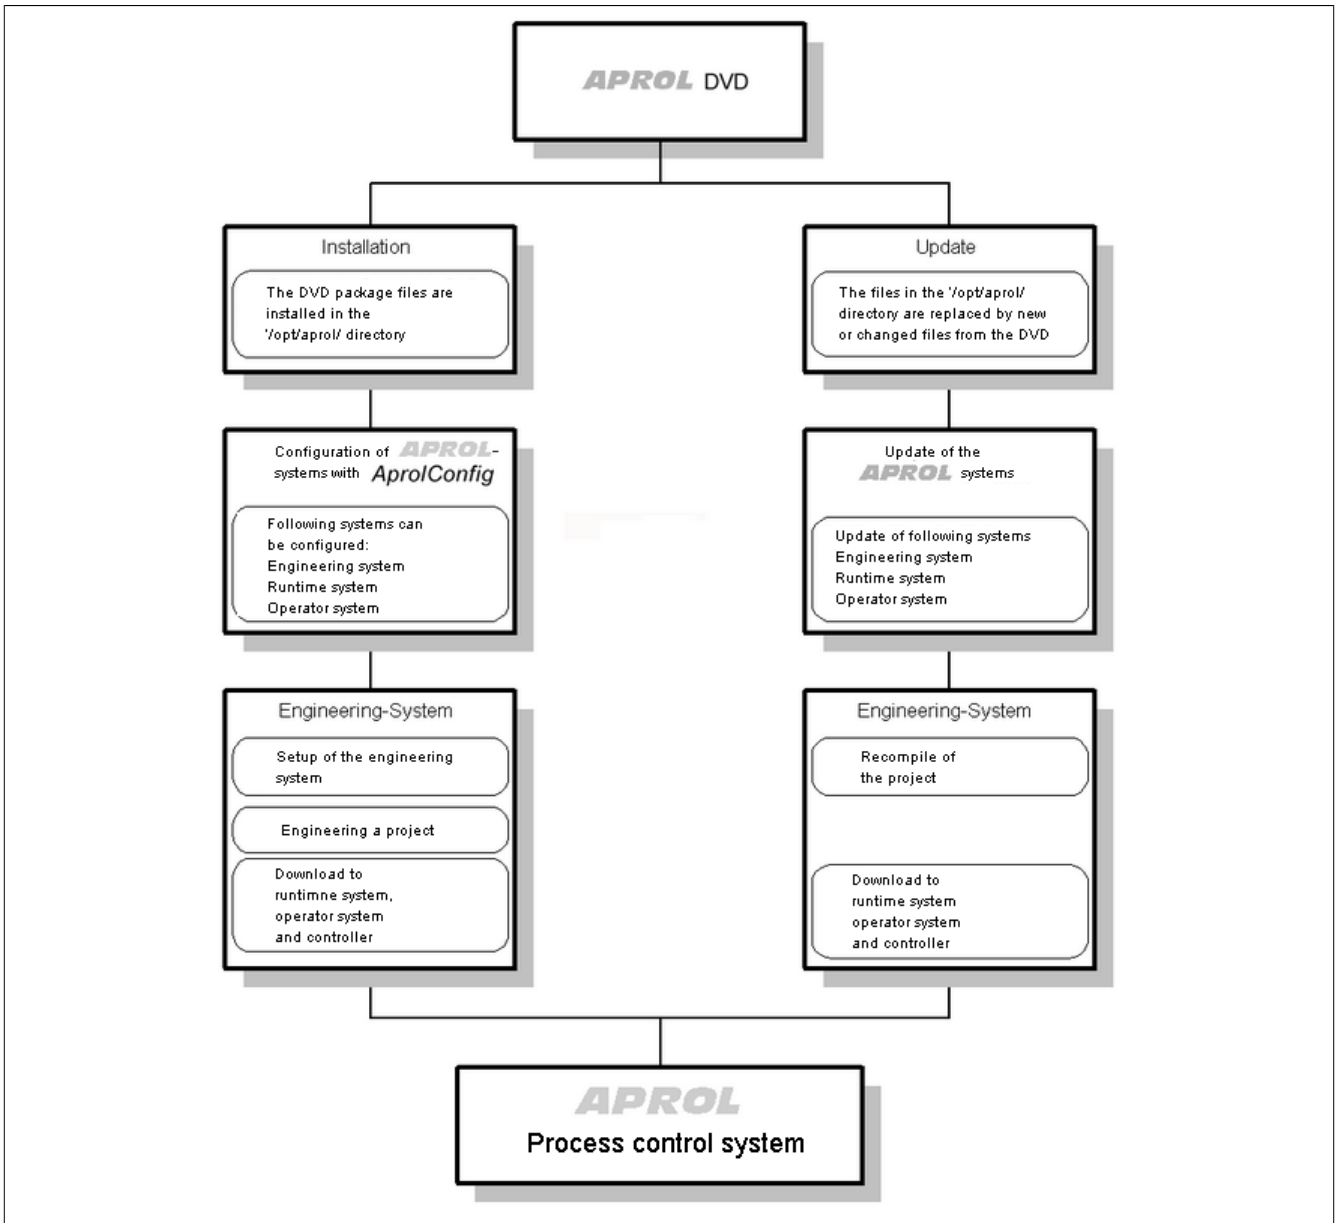 APROL DVD
Installation
The DVD package files are
installed in the
'/opt/aprol/ directory
Configuration of APROL-
systems with AprolConfig
Following systems can
be configured:
Engineering system
Runtime system
Operator system
Engineering-System
Setup of the engineering
system
Engineering a project
Download to
runtimne system,
operator system
and controller
Update
The files in the '/opt/aprol/
directory are replaced by new
or changed files from the DVD
Update of the
APROL systems
Update of following systems
Engineering system
Runtime system
Operator system
Engineering-System
Recompile of
the project
Download to
runtime system
operator system
and controller
APROL
Process control system